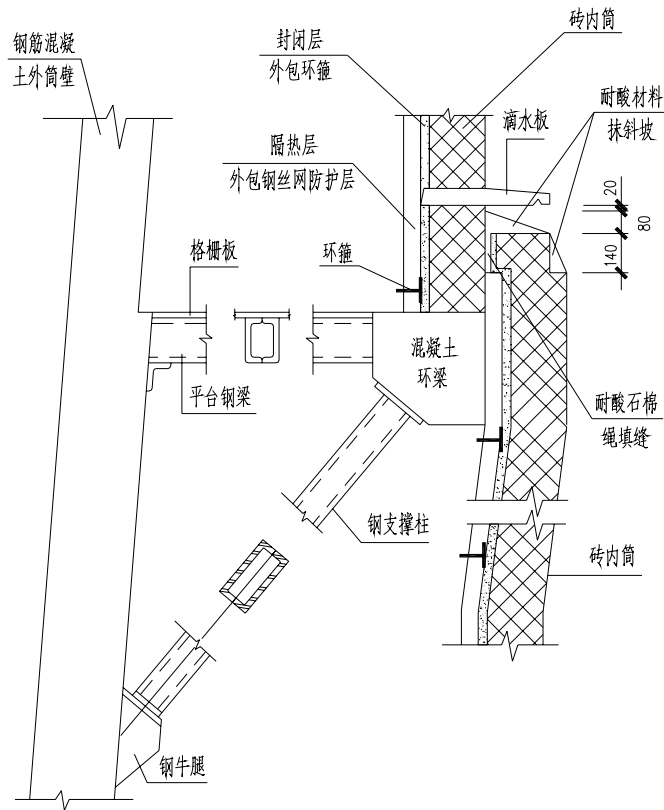 砖内筒
钢筋混凝
土外筒壁
封闭层
外包环箍
耐酸材料
抹斜坡
滴水板
隔热层
外包钢丝网防护层
20
80
140
格栅板
环箍
混凝土
环梁
平台钢梁
耐酸石棉
绳填缝
钢支撑柱
砖内筒
钢牛腿